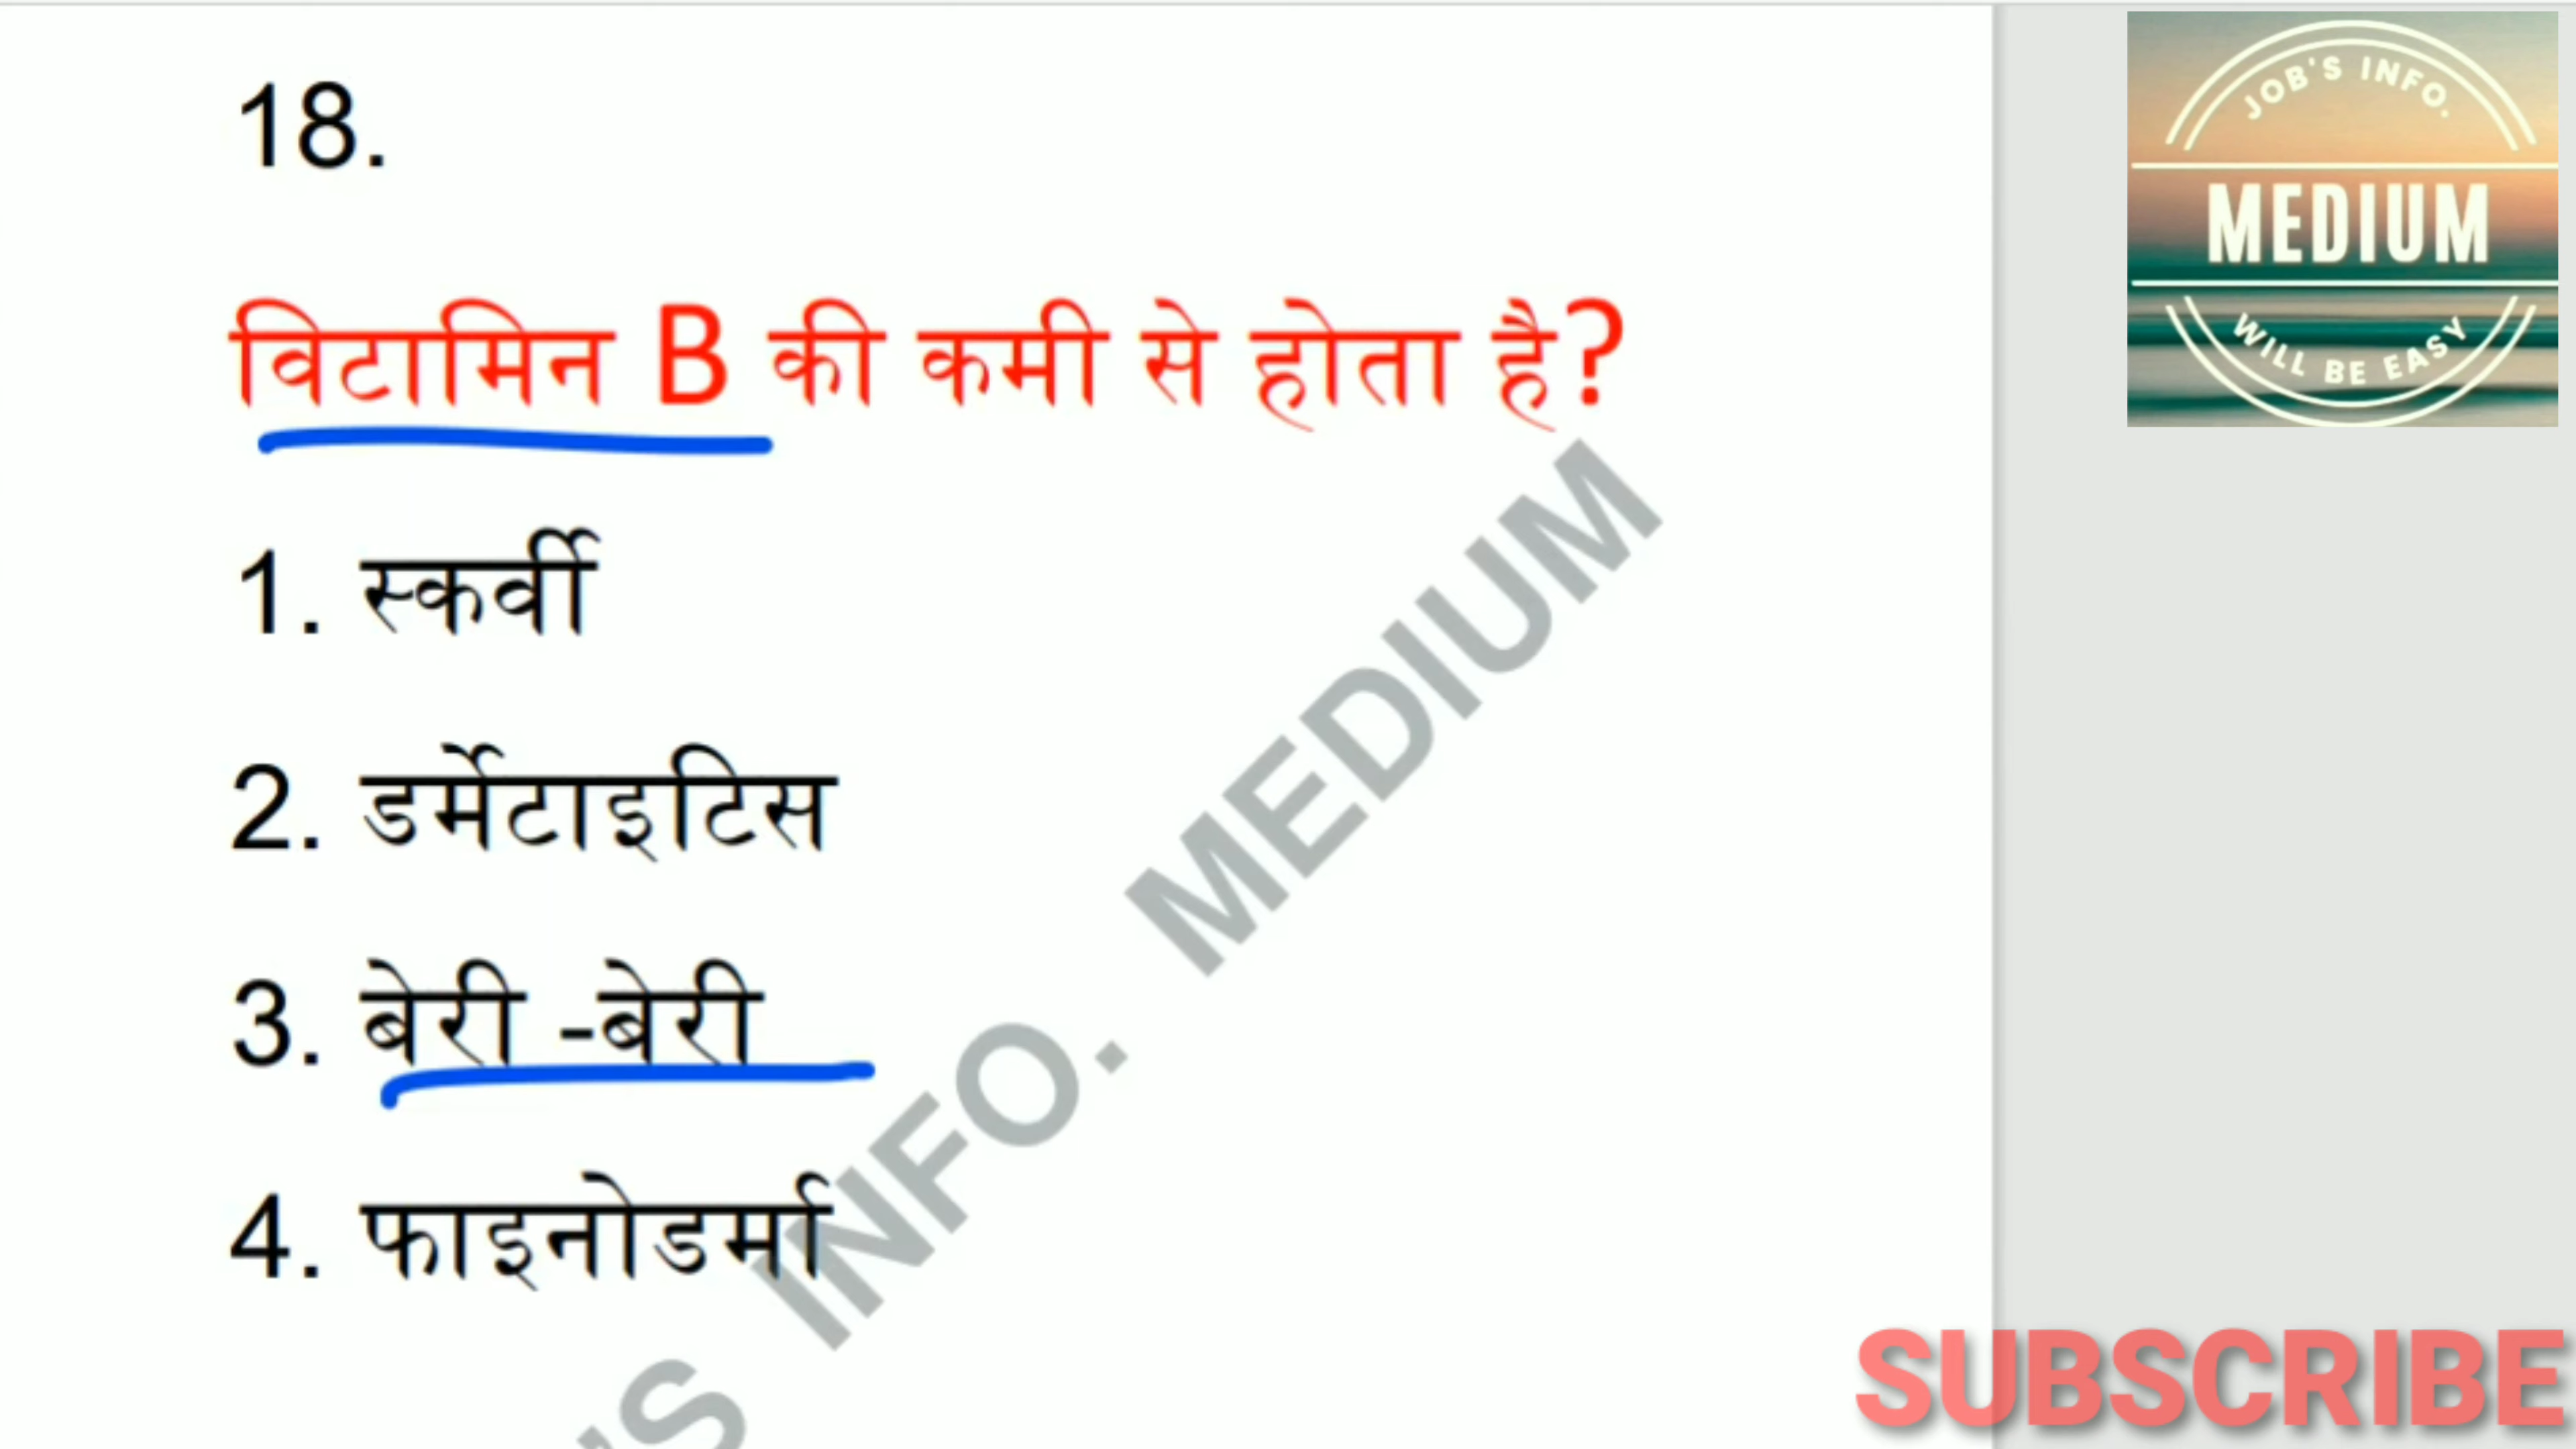 18.
विटामिन B की कमी से होता है?
1. स्कर्वी
2. डर्मेटाइटिस
3. बेरी -बेरी
4. फाइनोडर्मा
JOB'S INFO.
MEDIUM
WILL BE EASY
'S INFO. MEDIUM
SUBSCRIBE